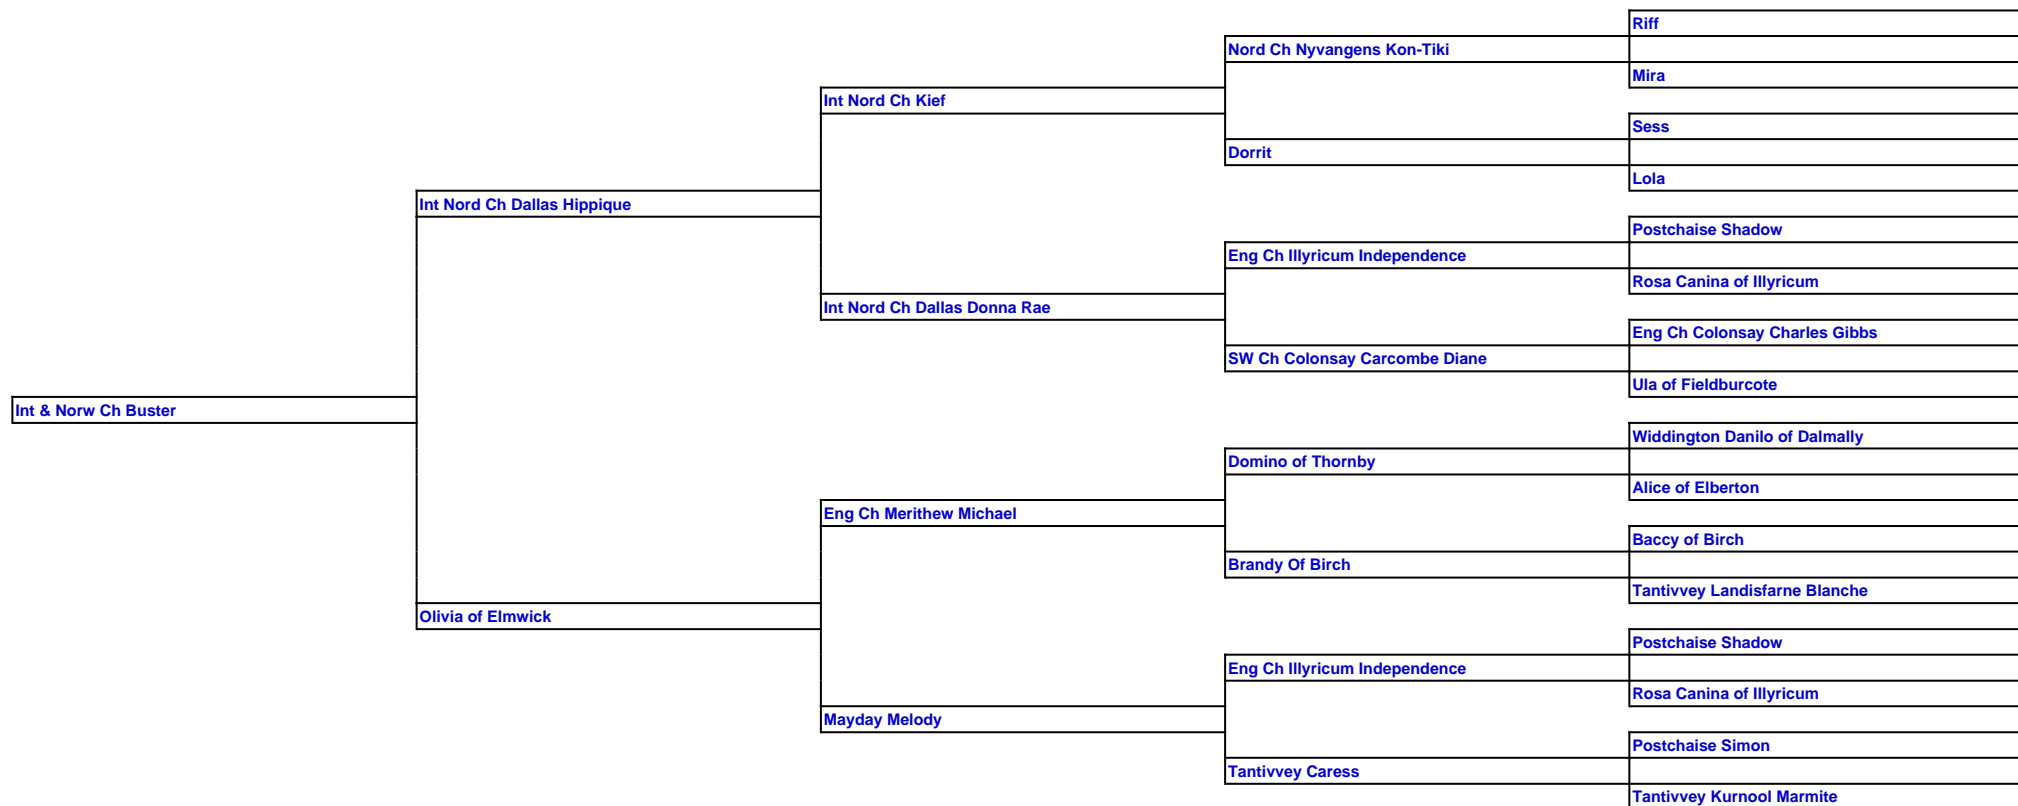 Riff
Nord Ch Nyvangens Kon-Tiki
Mira
Int Nord Ch Kief
Sess
Dorrit
Lola
Int Nord Ch Dallas Hippique
Postchaise Shadow
Eng Ch Illyricum Independence
Rosa Canina of Illyricum
Int Nord Ch Dallas Donna Rae
Eng Ch Colonsay Charles Gibbs
SW Ch Colonsay Carcombe Diane
Ula of Fieldburcote
Int & Norw Ch Buster
Widdington Danilo of Dalmally
Domino of Thornby
Alice of Elberton
Eng Ch Merithew Michael
Baccy of Birch
Brandy Of Birch
Tantivvey Landisfarne Blanche
Olivia of Elmwick
Postchaise Shadow
Eng Ch Illyricum Independence
Rosa Canina of Illyricum
Mayday Melody
Postchaise Simon
Tantivvey Caress
Tantivvey Kurnool Marmite